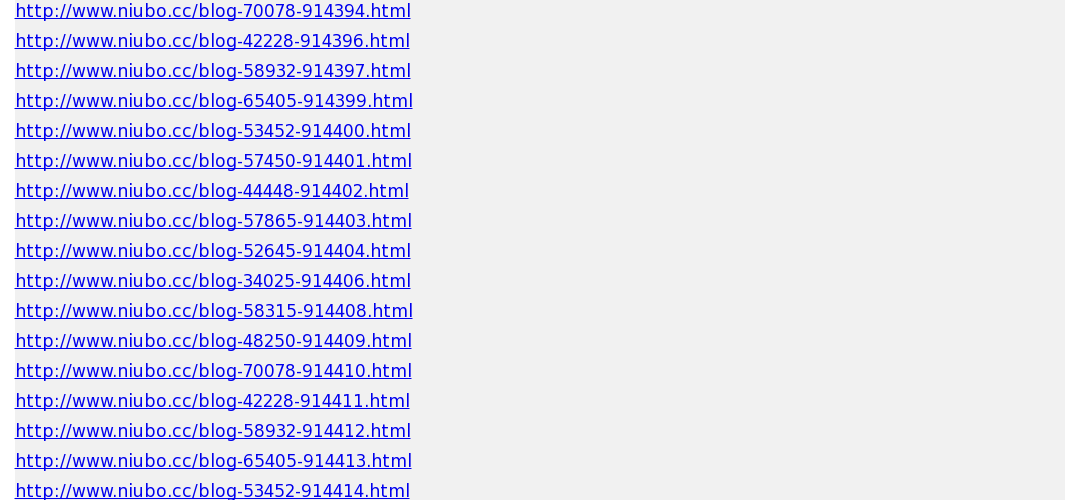 http://www.niubo.cc/blog-70078-914394.html
http://www.niubo.cc/blog-42228-914396.html
http://www.niubo.cc/blog-58932-914397.html
http://www.niubo.cc/blog-65405-914399.html
http://www.niubo.cc/blog-53452-914400.html
http://www.niubo.cc/blog-57450-914401.html
http://www.niubo.cc/blog-44448-914402.html
http://www.niubo.cc/blog-57865-914403.html
http://www.niubo.cc/blog-52645-914404.html
http://www.niubo.cc/blog-34025-914406.html
http://www.niubo.cc/blog-58315-914408.html
http://www.niubo.cc/blog-48250-914409.html
http://www.niubo.cc/blog-70078-914410.html
http://www.niubo.cc/blog-42228-914411.html
http://www.niubo.cc/blog-58932-914412.html
http://www.niubo.cc/blog-65405-914413.html
http://www.niubo.cc/blog-53452-914414.html